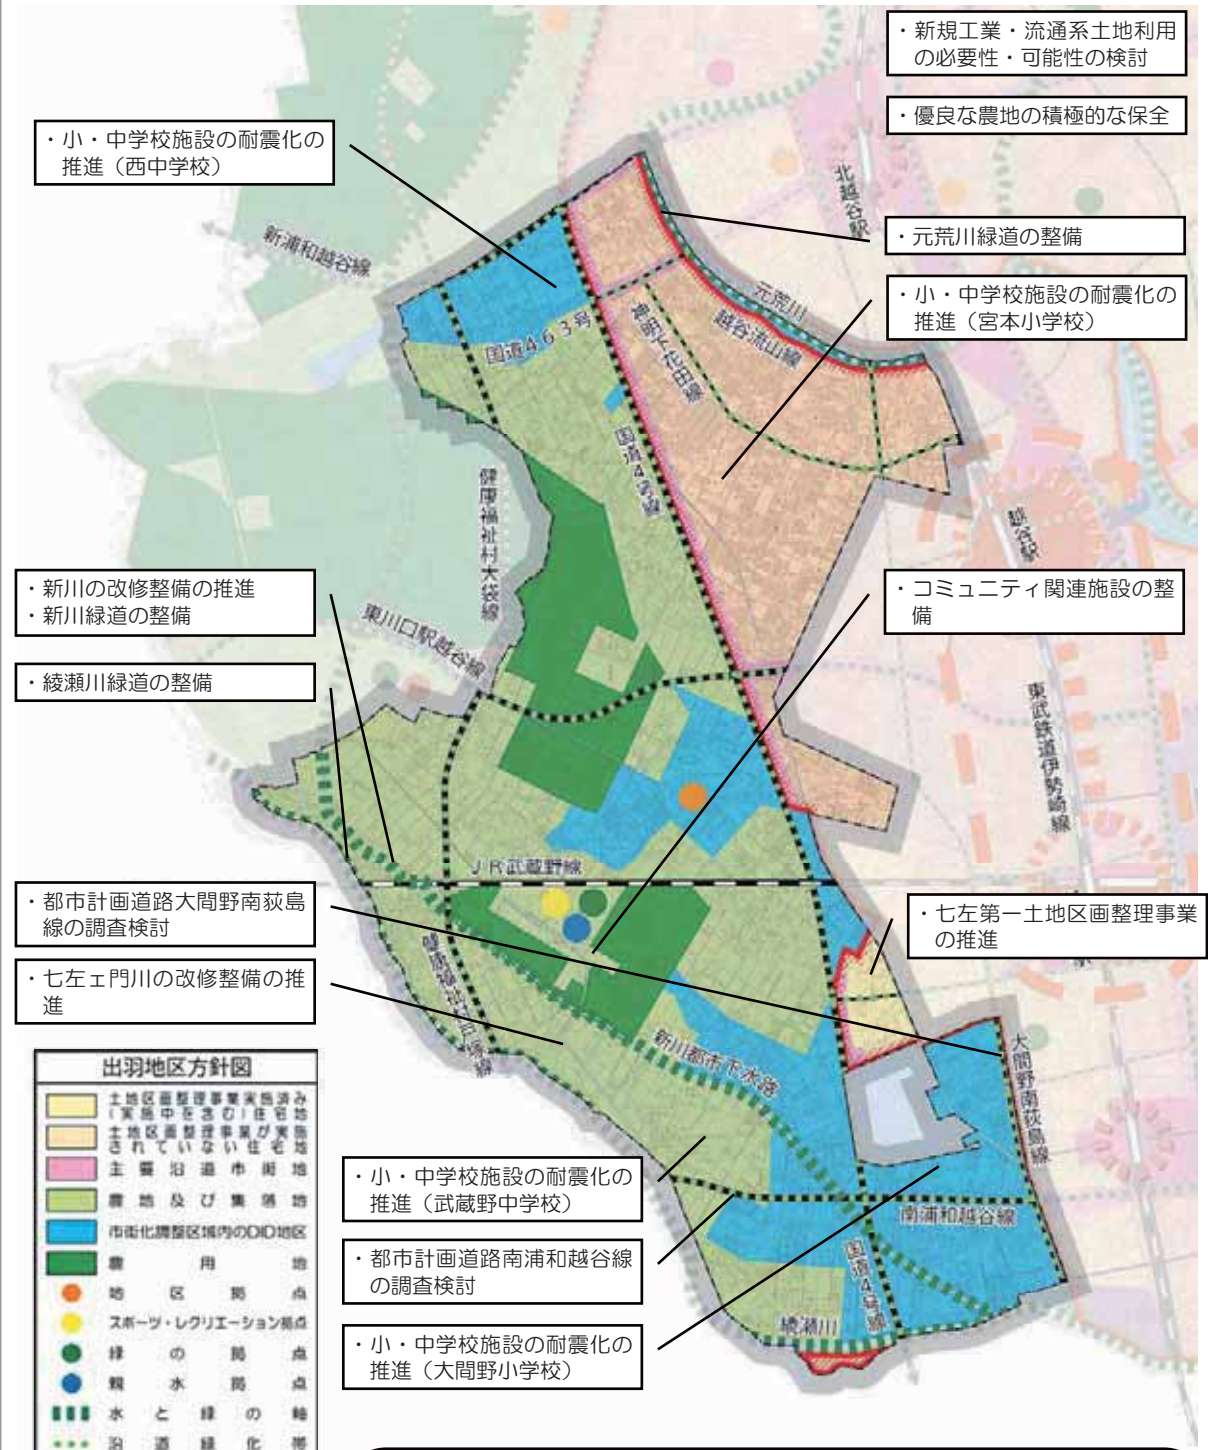 ・新規工業・流通系土地利用
の必要性・可能性の検討
・優良な農地の積極的な保全
・小・中学校施設の耐震化の
推進（西中学校）
北越谷駅
・元荒川緑道の整備
新浦和越谷線
元荒川
・小・中学校施設の耐震化の
推進（宮本小学校）
国道463号
越谷流山線
国道4号線
健康福祉村大袋線
越谷駅
・新川の改修整備の推進
・新川緑道の整備
・コミュニティ関連施設の整
備
東川口駅越谷線
・綾瀬川緑道の整備
東武鉄道伊勢崎線
JR武蔵野線
・都市計画道路大間野南荻島
線の調査検討
・七左第一土地区画整理事業
の推進
駅
・七左ェ門川の改修整備の推
進
新川都市下水路
大間野南荻島線
出羽地区方針図
土地区画整理事業実施済み
（実施中を含む）住宅地
土地区画整理事業が実施
されていない住宅地
主要沿道市街地
農地及び集落地
市街化調整区域内のDID地区
農用地
地区拠点
スポーツ・レクリエーション拠点
緑の拠点
親水拠点
水と緑の軸
沿道緑化帯
・小・中学校施設の耐震化の
推進（武蔵野中学校）
南浦和越谷線
・都市計画道路南浦和越谷線
の調査検討
国道4号線
綾瀬川
・小・中学校施設の耐震化の
推進（大間野小学校）